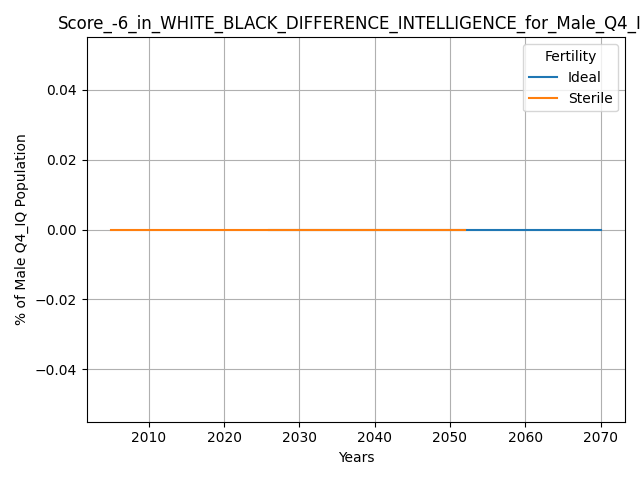 Score_-6_in_WHITE_BLACK_DIFFERENCE_INTELLIGENCE_for_Male_Q4_I
Fertility
Ideal
Sterile
% of Male Q4_IQ Population
0.04
0.02
0.00
−0.02
−0.04
2010 2020 2030 2040 2050 2060 2070
Years